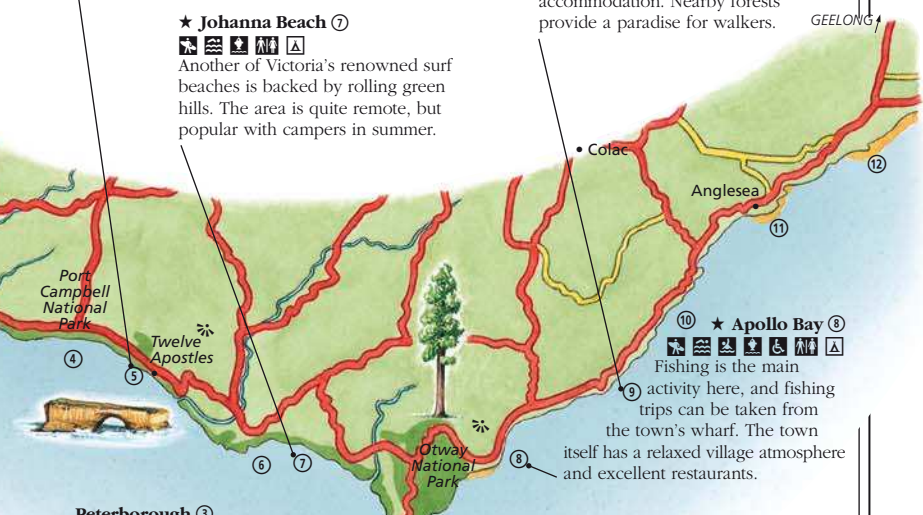 accommodation. Nearby forests
provide a paradise for walkers.
GEELONG
★ Johanna Beach ⑦
Another of Victoria's renowned surf
beaches is backed by rolling green
hills. The area is quite remote, but
popular with campers in summer.
• Colac
Anglesea
⑫
⑪
Port
Campbell
National
Park
Twelve
Apostles
④
⑤
⑥
⑦
Otway
National
Park
⑧
⑨
⑩
★ Apollo Bay ⑧
Fishing is the main
activity here, and fishing
trips can be taken from
the town's wharf. The town
itself has a relaxed village atmosphere
and excellent restaurants.
Peterborough ③